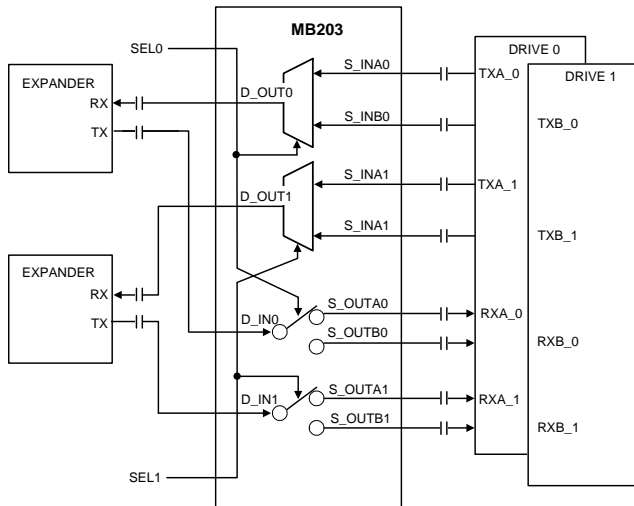 MB203
SEL0
DRIVE 0
DRIVE 1
EXPANDER
RX
TX
D_OUT0
S_INA0
TXA_0
S_INB0
TXB_0
D_OUT1
S_INA1
TXA_1
S_INA1
TXB_1
EXPANDER
RX
TX
D_IN0
S_OUTA0
RXA_0
S_OUTB0
RXB_0
D_IN1
S_OUTA1
RXA_1
S_OUTB1
RXB_1
SEL1